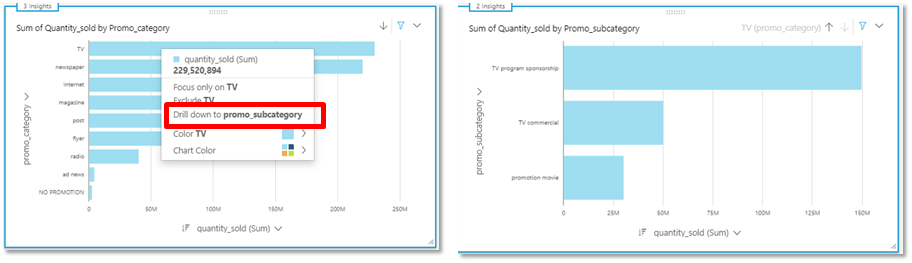 3 Insights
Sum of Quantity_sold by Promo_category
TV
newspaper
internet
magazine
post
flyer
radio
ad news
NO PROMOTION
promo_category
0
50M
100M
150M
200M
250M
quantity_sold (Sum)
quantity_sold (Sum)
229,520,894
Focus only on TV
Exclude TV
Drill down to promo_subcategory
Color TV
Chart Color
2 Insights
Sum of Quantity_sold by Promo_subcategory
TV (promo_category)
TV program sponsorship
TV commercial
promotion movie
promo_subcategory
0
25M
50M
75M
100M
125M
150M
quantity_sold (Sum)